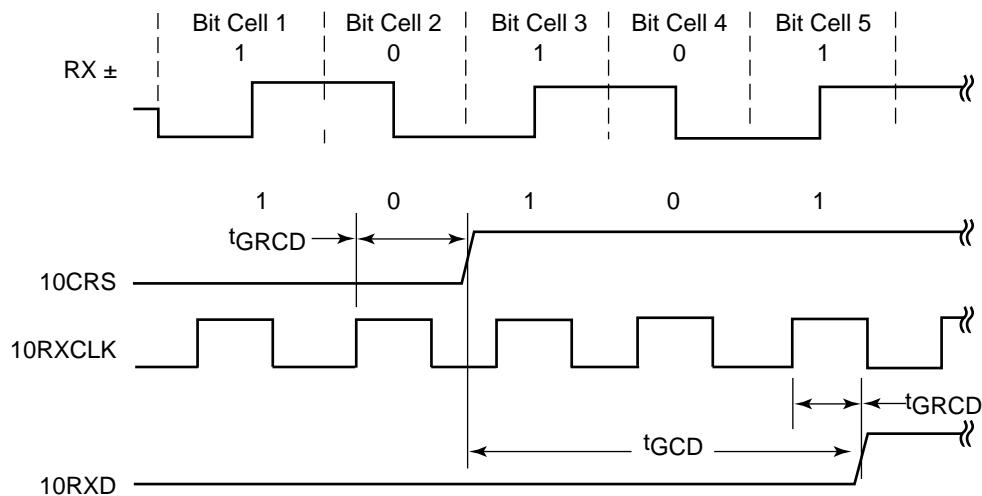 Bit Cell 1 Bit Cell 2 Bit Cell 3 Bit Cell 4 Bit Cell 5
1 0 1 0 1
RX ±
1 0 1 0 1
tGRCD
10CRS
10RXCLK
tGRCD
tGCD
10RXD